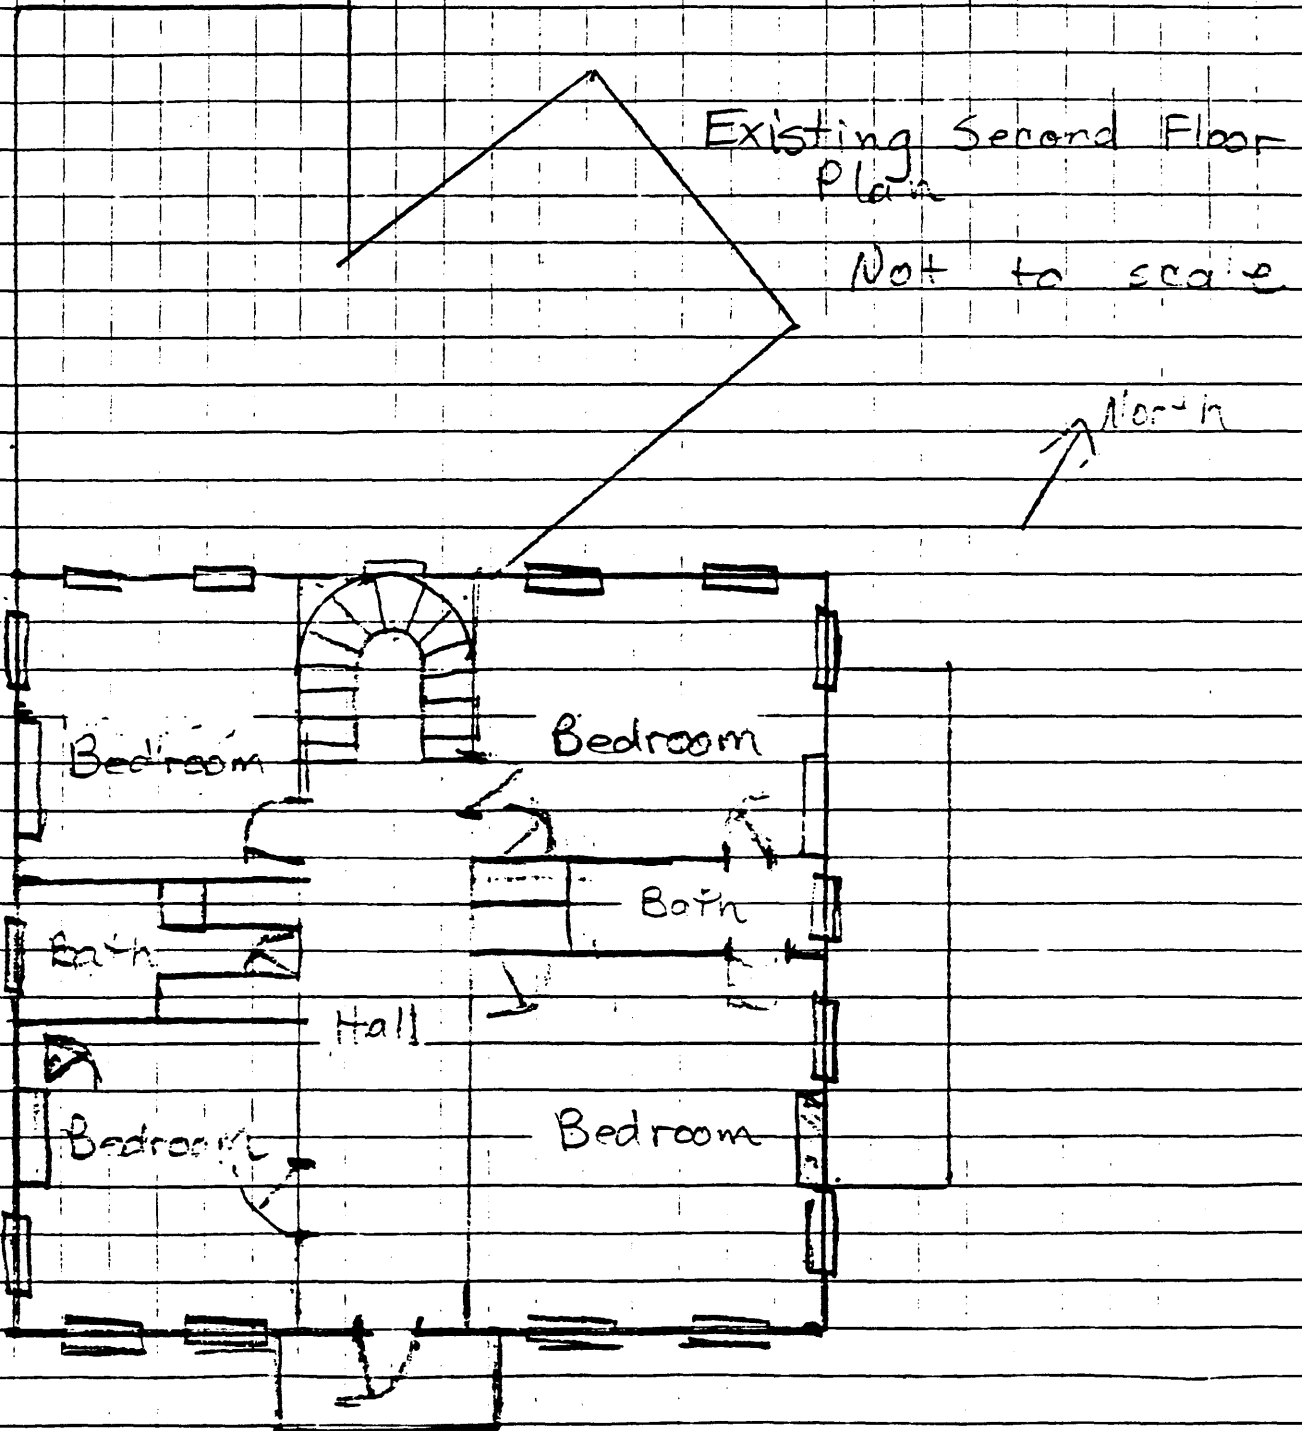 Existing Second Floor
Plan
Not to scale
North
Bedroom
Bedroom
Bath
Bath
Hall
Bedroom
Bedroom